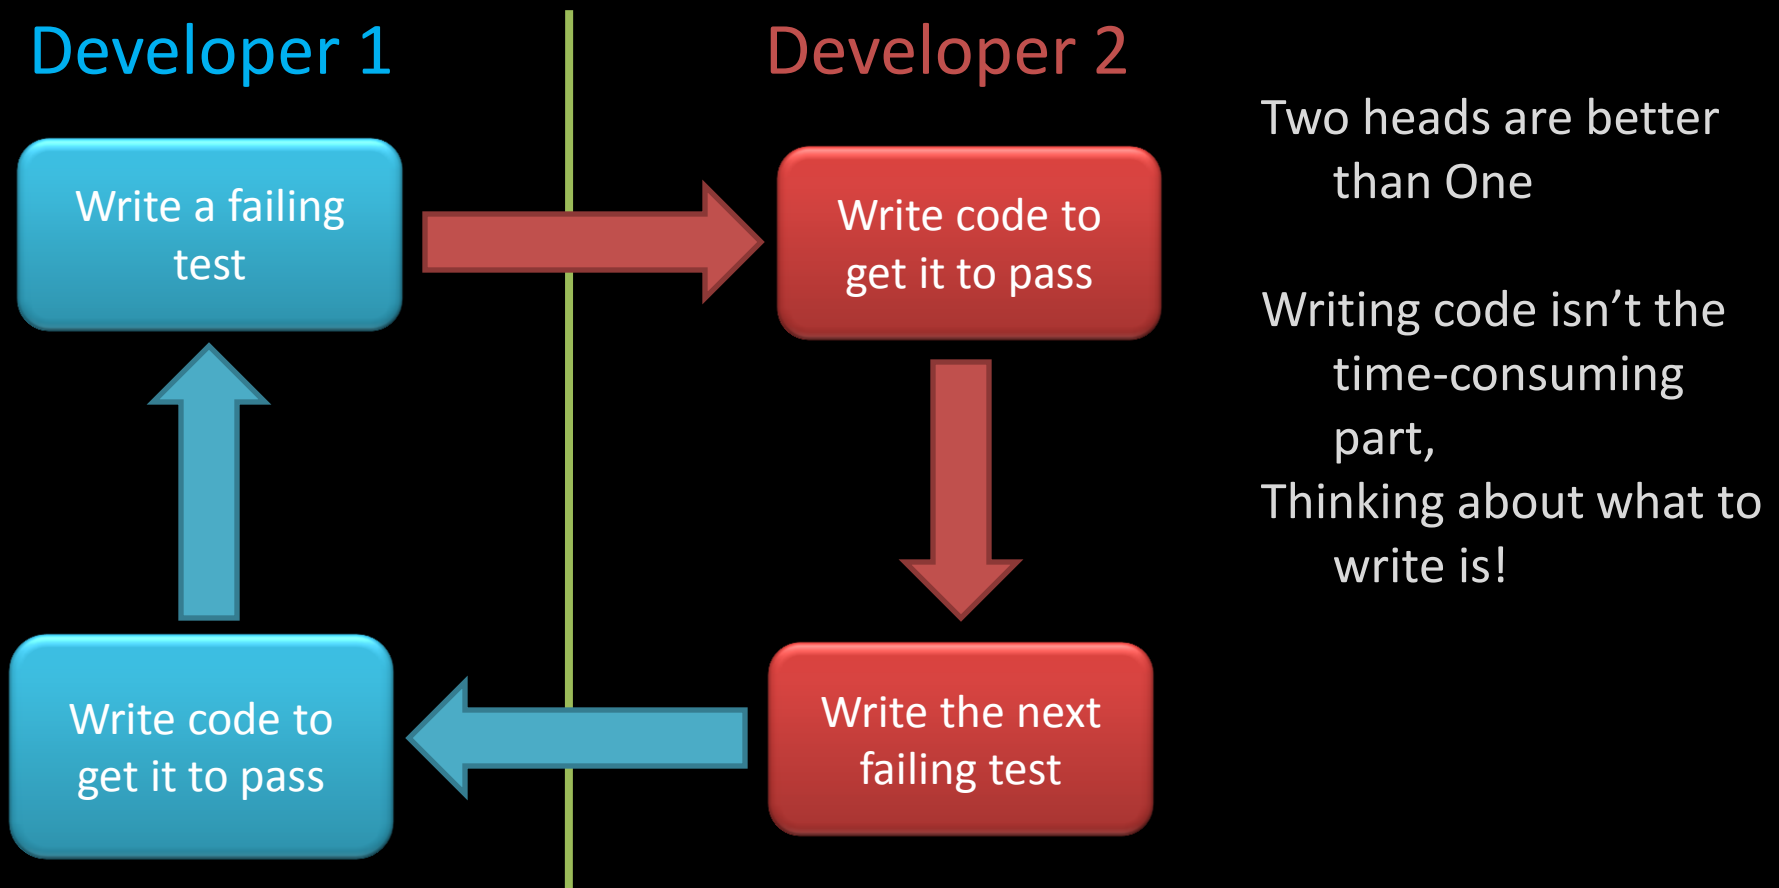 Developer 1
Write a failing
test
Write code to
get it to pass
Developer 2
Write code to
get it to pass
Write the next
failing test
Two heads are better
than One
Writing code isn’t the
time-consuming
part,
Thinking about what to
write is!